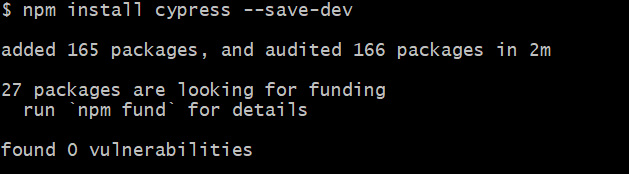 $ npm install cypress --save-dev
added 165 packages, and audited 166 packages in 2m
27 packages are looking for funding
  run `npm fund` for details
found 0 vulnerabilities